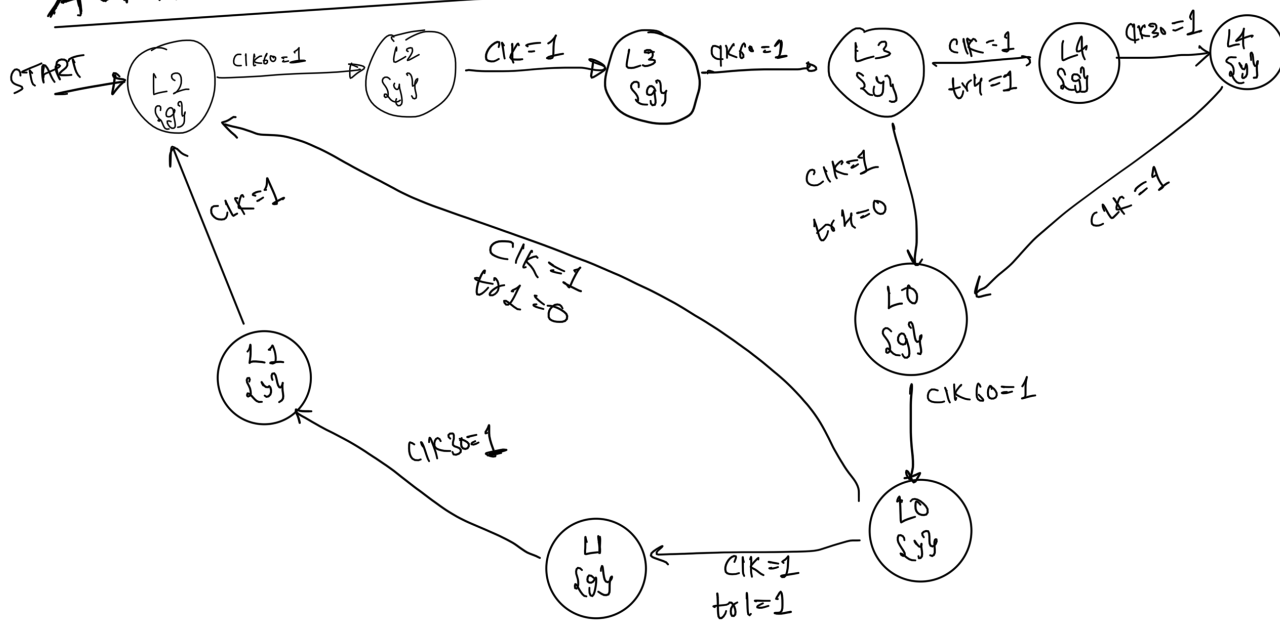 START
L2
{g}
Clk60=1
L2
{y}
Clk=1
L3
{g}
Clk60=1
L3
{y}
Clk=1
tr4=1
L4
{g}
Clk30=1
L4
{y}
Clk=1
Clk=1
tr4=0
Clk=1
Clk=1
tr1=0
L0
{g}
L1
{y}
Clk60=1
Clk30=1
L0
{y}
L1
{g}
Clk=1
tr1=1